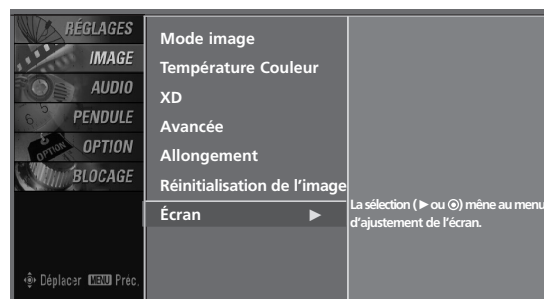 RÉGLAGES
IMAGE
AUDIO
PENDULE
OPTION
BLOCAGE
Déplacer MENU Préc.
Mode image
Température Couleur
XD
Avancée
Allongement
Réinitialisation de l'image
Écran ►
La sélection (► ou ◉) mène au menu
d'ajustement de l'écran.